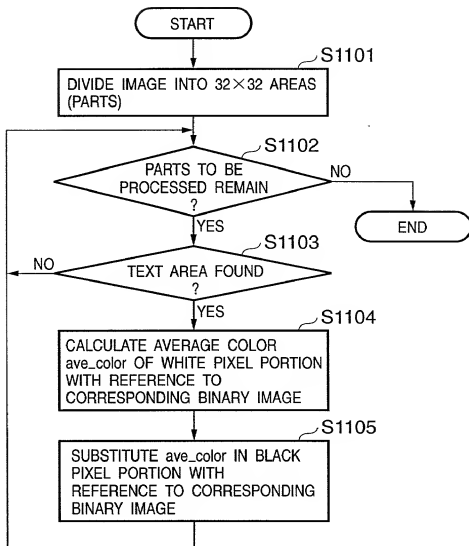 START
S1101
DIVIDE IMAGE INTO 32×32 AREAS
(PARTS)
S1102
PARTS TO BE
PROCESSED REMAIN
?
NO
YES
END
S1103
NO
TEXT AREA FOUND
?
YES
S1104
CALCULATE AVERAGE COLOR
ave_color OF WHITE PIXEL PORTION
WITH REFERENCE TO
CORRESPONDING BINARY IMAGE
S1105
SUBSTITUTE ave_color IN BLACK
PIXEL PORTION WITH
REFERENCE TO CORRESPONDING
BINARY IMAGE